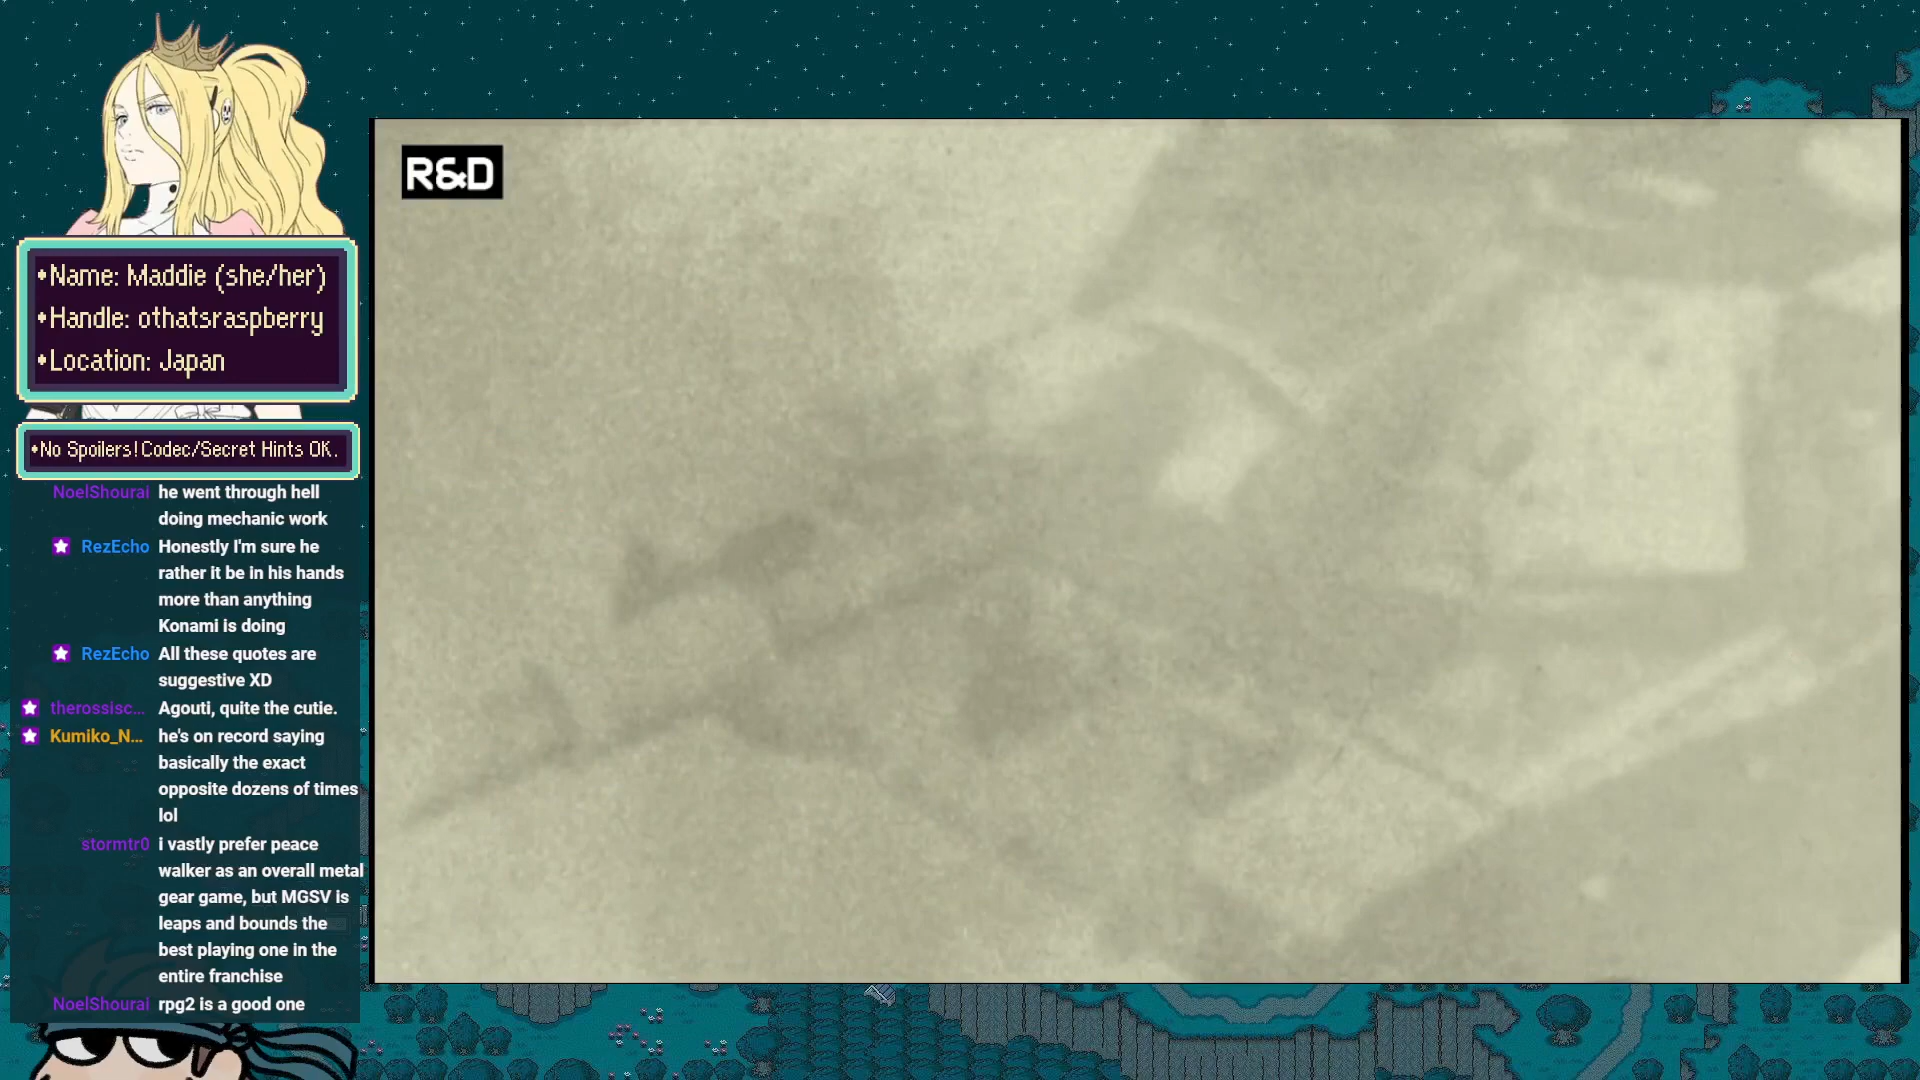 R&D
•Name: Maddie (she/her)
•Handle: othatsraspberry
•Location: Japan
•No Spoilers! Codec/Secret Hints OK.
NoelShourai he went through hell
doing mechanic work
RezEcho Honestly I'm sure he
rather it be in his hands
more than anything
Konami is doing
RezEcho All these quotes are
suggestive XD
therossisc... Agouti, quite the cutie.
Kumiko_N... he's on record saying
basically the exact
opposite dozens of times
lol
stormtr0 i vastly prefer peace
walker as an overall metal
gear game, but MGSV is
leaps and bounds the
best playing one in the
entire franchise
NoelShourai rpg2 is a good one